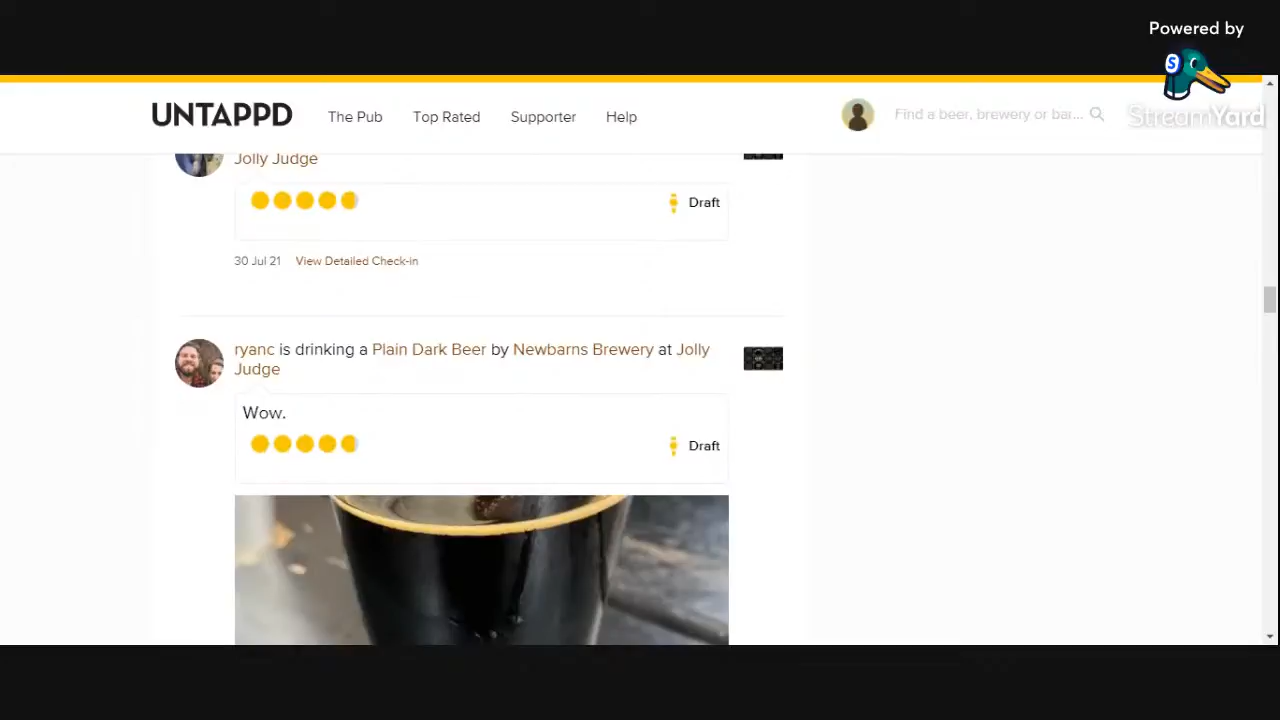 Powered by
S
StreamYard
UNTAPPD
The Pub
Top Rated
Supporter
Help
Find a beer, brewery or bar...
Jolly Judge
Draft
30 Jul 21
View Detailed Check-in
ryanc is drinking a Plain Dark Beer by Newbarns Brewery at Jolly
Judge
Wow.
Draft